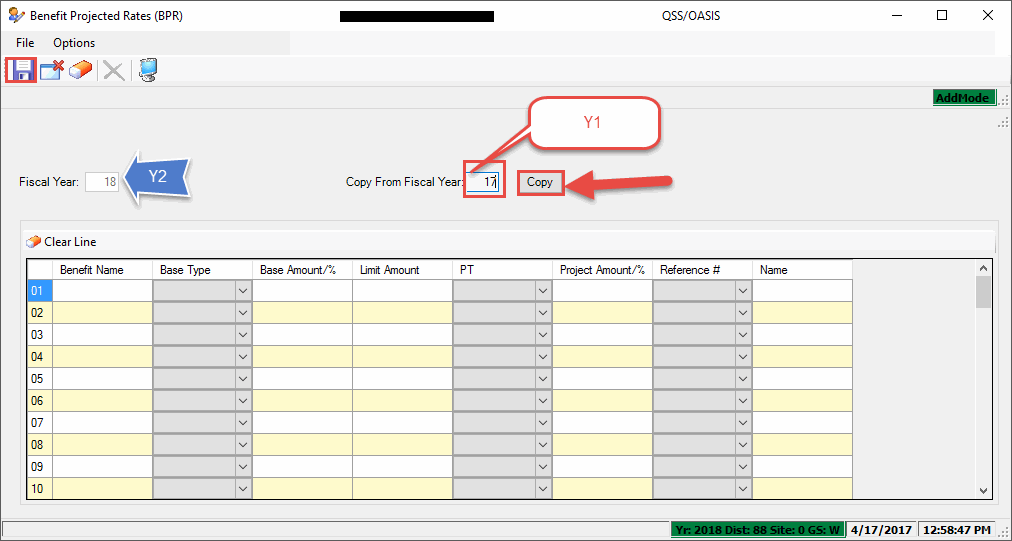 Benefit Projected Rates (BPR) QSS/OASIS
File Options
AddMode
Y1
Fiscal Year: 18 Y2 Copy From Fiscal Year: 17 Copy
Clear Line
Benefit Name Base Type Base Amount/% Limit Amount PT Project Amount/% Reference # Name
01
02
03
04
05
06
07
08
09
10
Yr: 2018 Dist: 88 Site: 0 GS: W 4/17/2017 12:58:47 PM